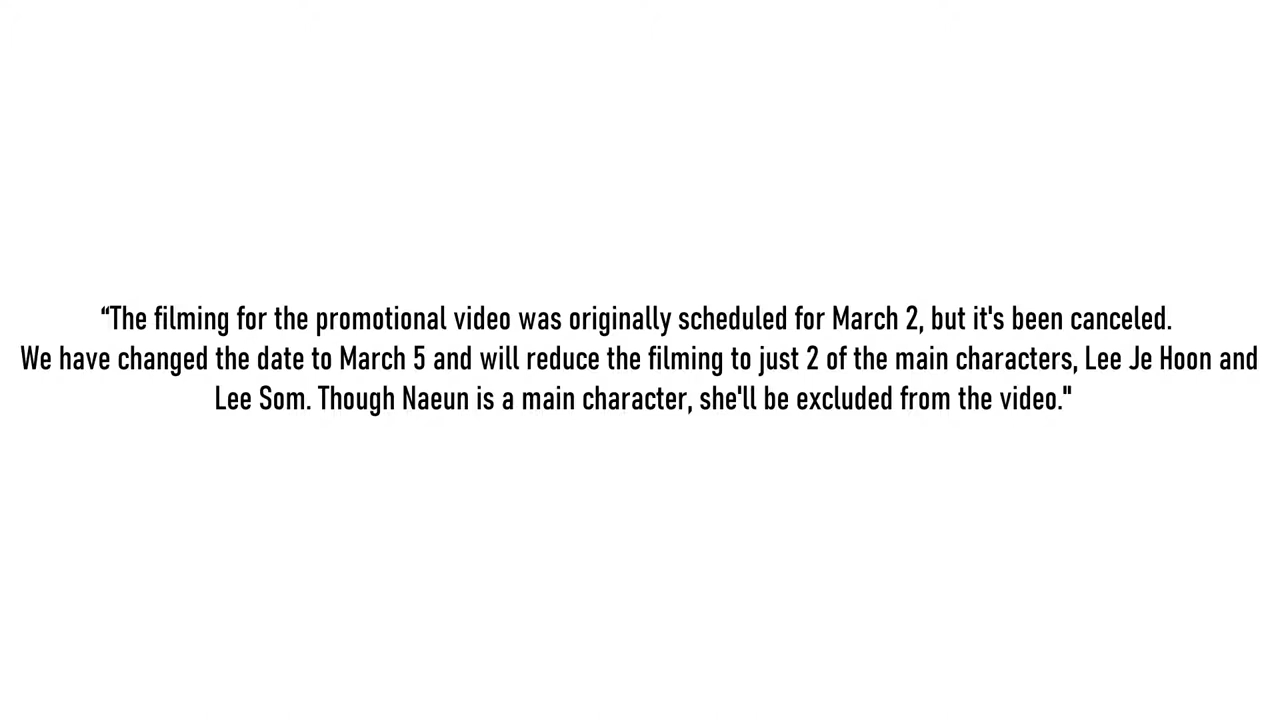 “The filming for the promotional video was originally scheduled for March 2, but it's been canceled.
We have changed the date to March 5 and will reduce the filming to just 2 of the main characters, Lee Je Hoon and
Lee Som. Though Naeun is a main character, she'll be excluded from the video."